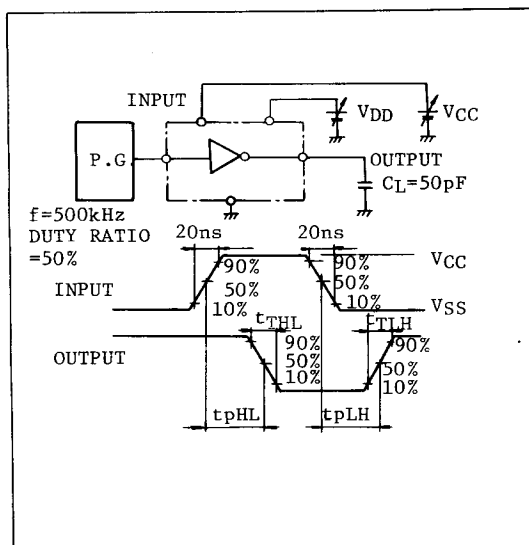 INPUT
VDD
VCC
P.G
OUTPUT
CL=50pF
f=500kHz
DUTY RATIO
=50%
20ns
20ns
90%
50%
10%
90%
50%
10%
VCC
INPUT
VSS
tTHL
tTLH
OUTPUT
90%
50%
10%
90%
50%
10%
tpHL
tpLH